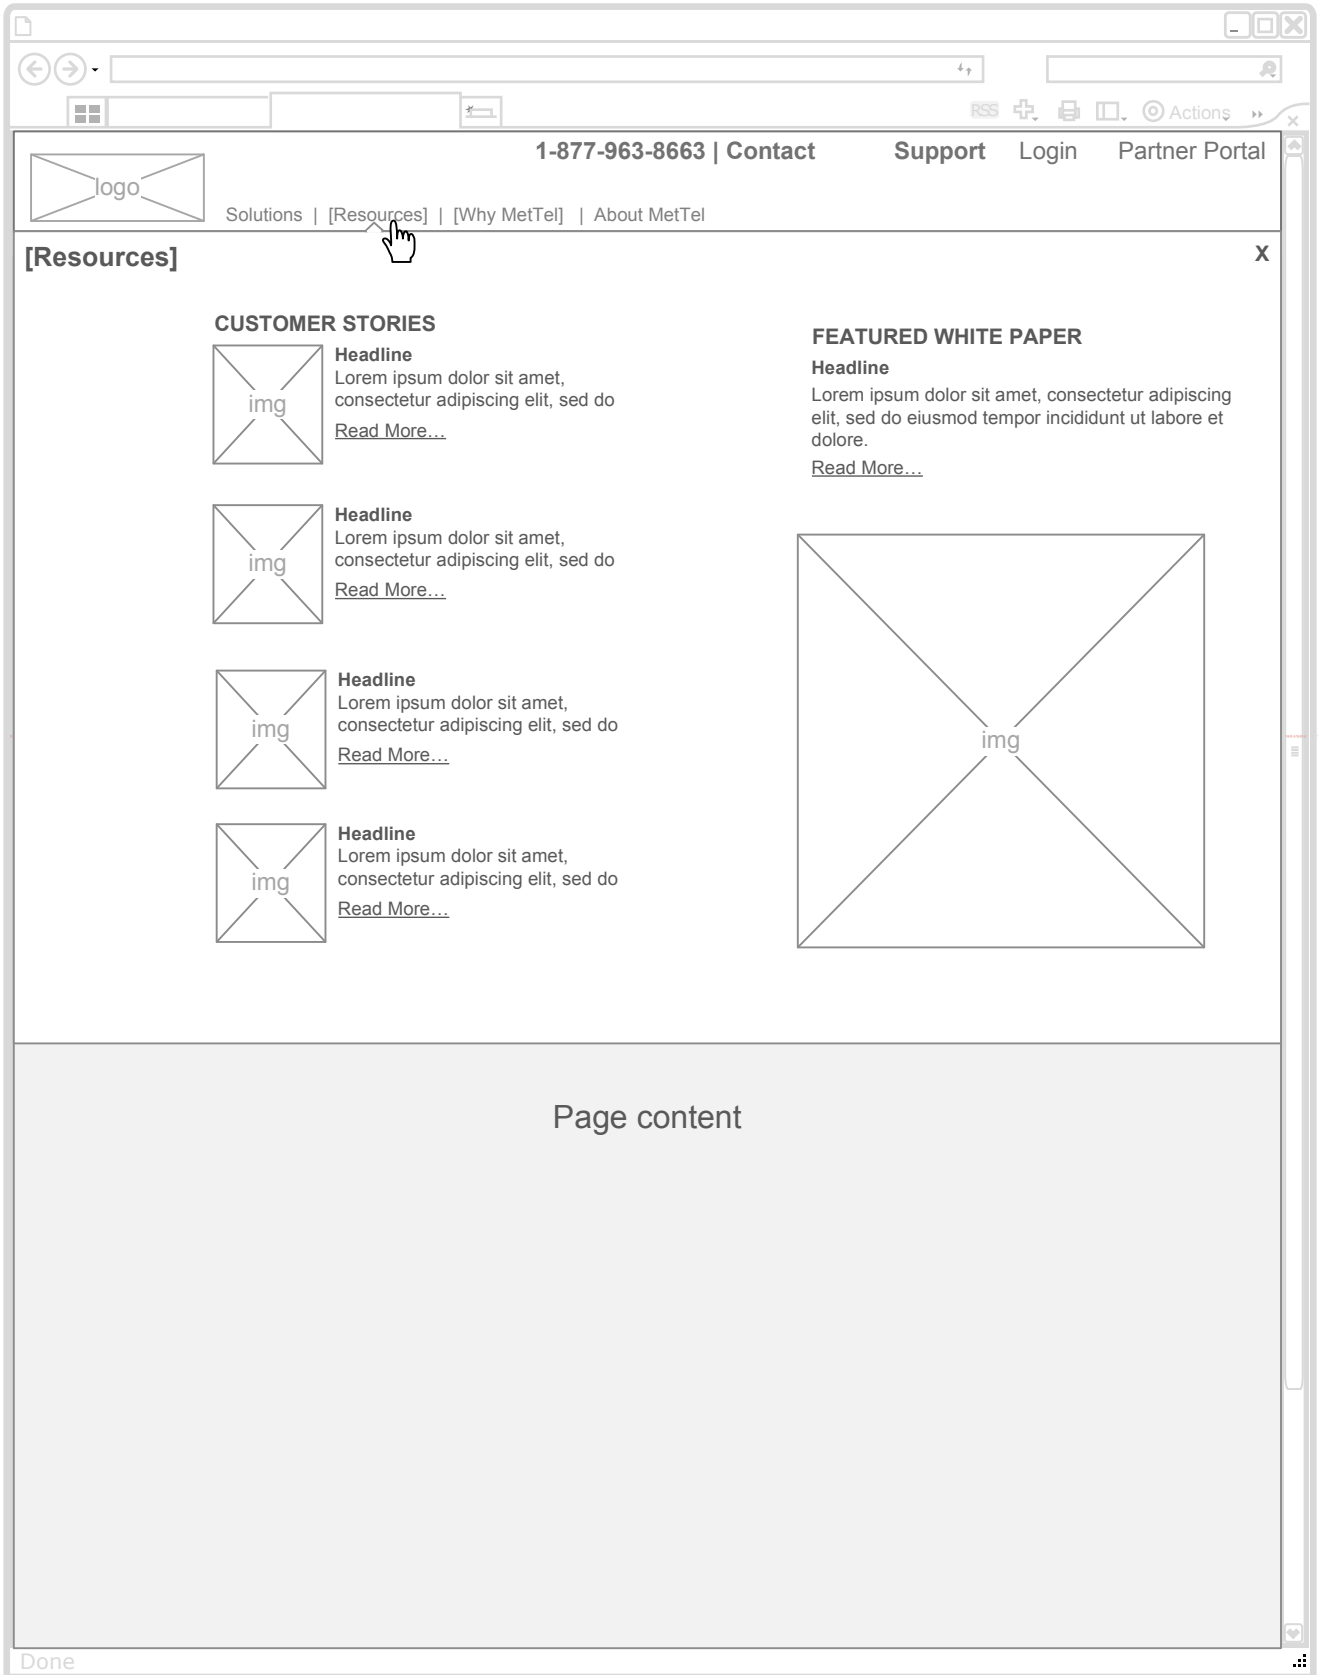 RSS
Actions
1-877-963-8663 | Contact Support Login Partner Portal
logo
Solutions | [Resources] | [Why MetTel] | About MetTel
[Resources]
X
CUSTOMER STORIES
img
Headline
Lorem ipsum dolor sit amet,
consectetur adipiscing elit, sed do
Read More…
img
Headline
Lorem ipsum dolor sit amet,
consectetur adipiscing elit, sed do
Read More…
img
Headline
Lorem ipsum dolor sit amet,
consectetur adipiscing elit, sed do
Read More…
img
Headline
Lorem ipsum dolor sit amet,
consectetur adipiscing elit, sed do
Read More…
FEATURED WHITE PAPER
Headline
Lorem ipsum dolor sit amet, consectetur adipiscing
elit, sed do eiusmod tempor incididunt ut labore et
dolore.
Read More…
img
Page content
Done